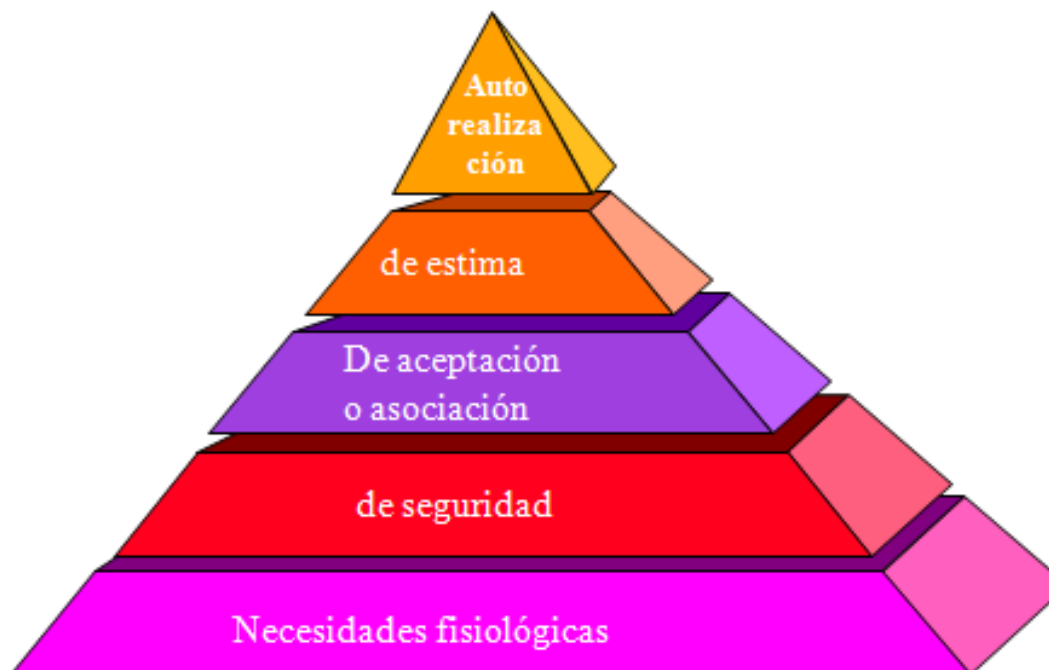 Auto
realiza
ción
de estima
De aceptación
o asociación
de seguridad
Necesidades fisiológicas